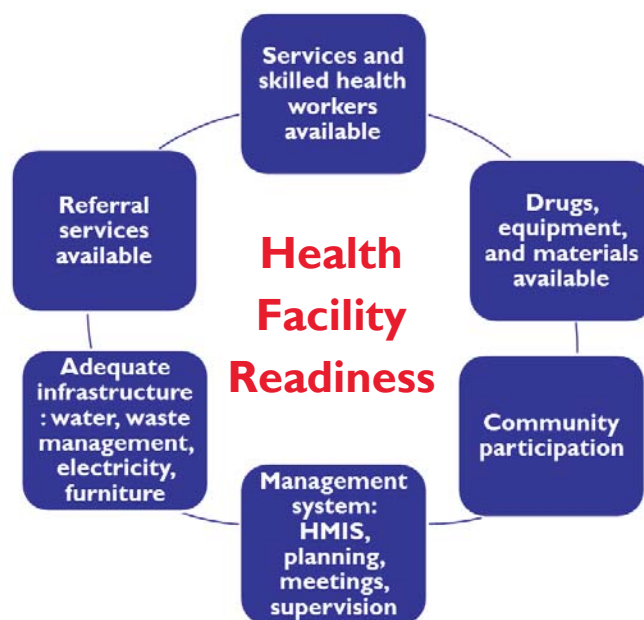 Services and
skilled health
workers
available
Drugs,
equipment,
and materials
available
Community
participation
Management
system:
HMIS,
planning,
meetings,
supervision
Adequate
infrastructure
: water, waste
management,
electricity,
furniture
Referral
services
available
Health
Facility
Readiness